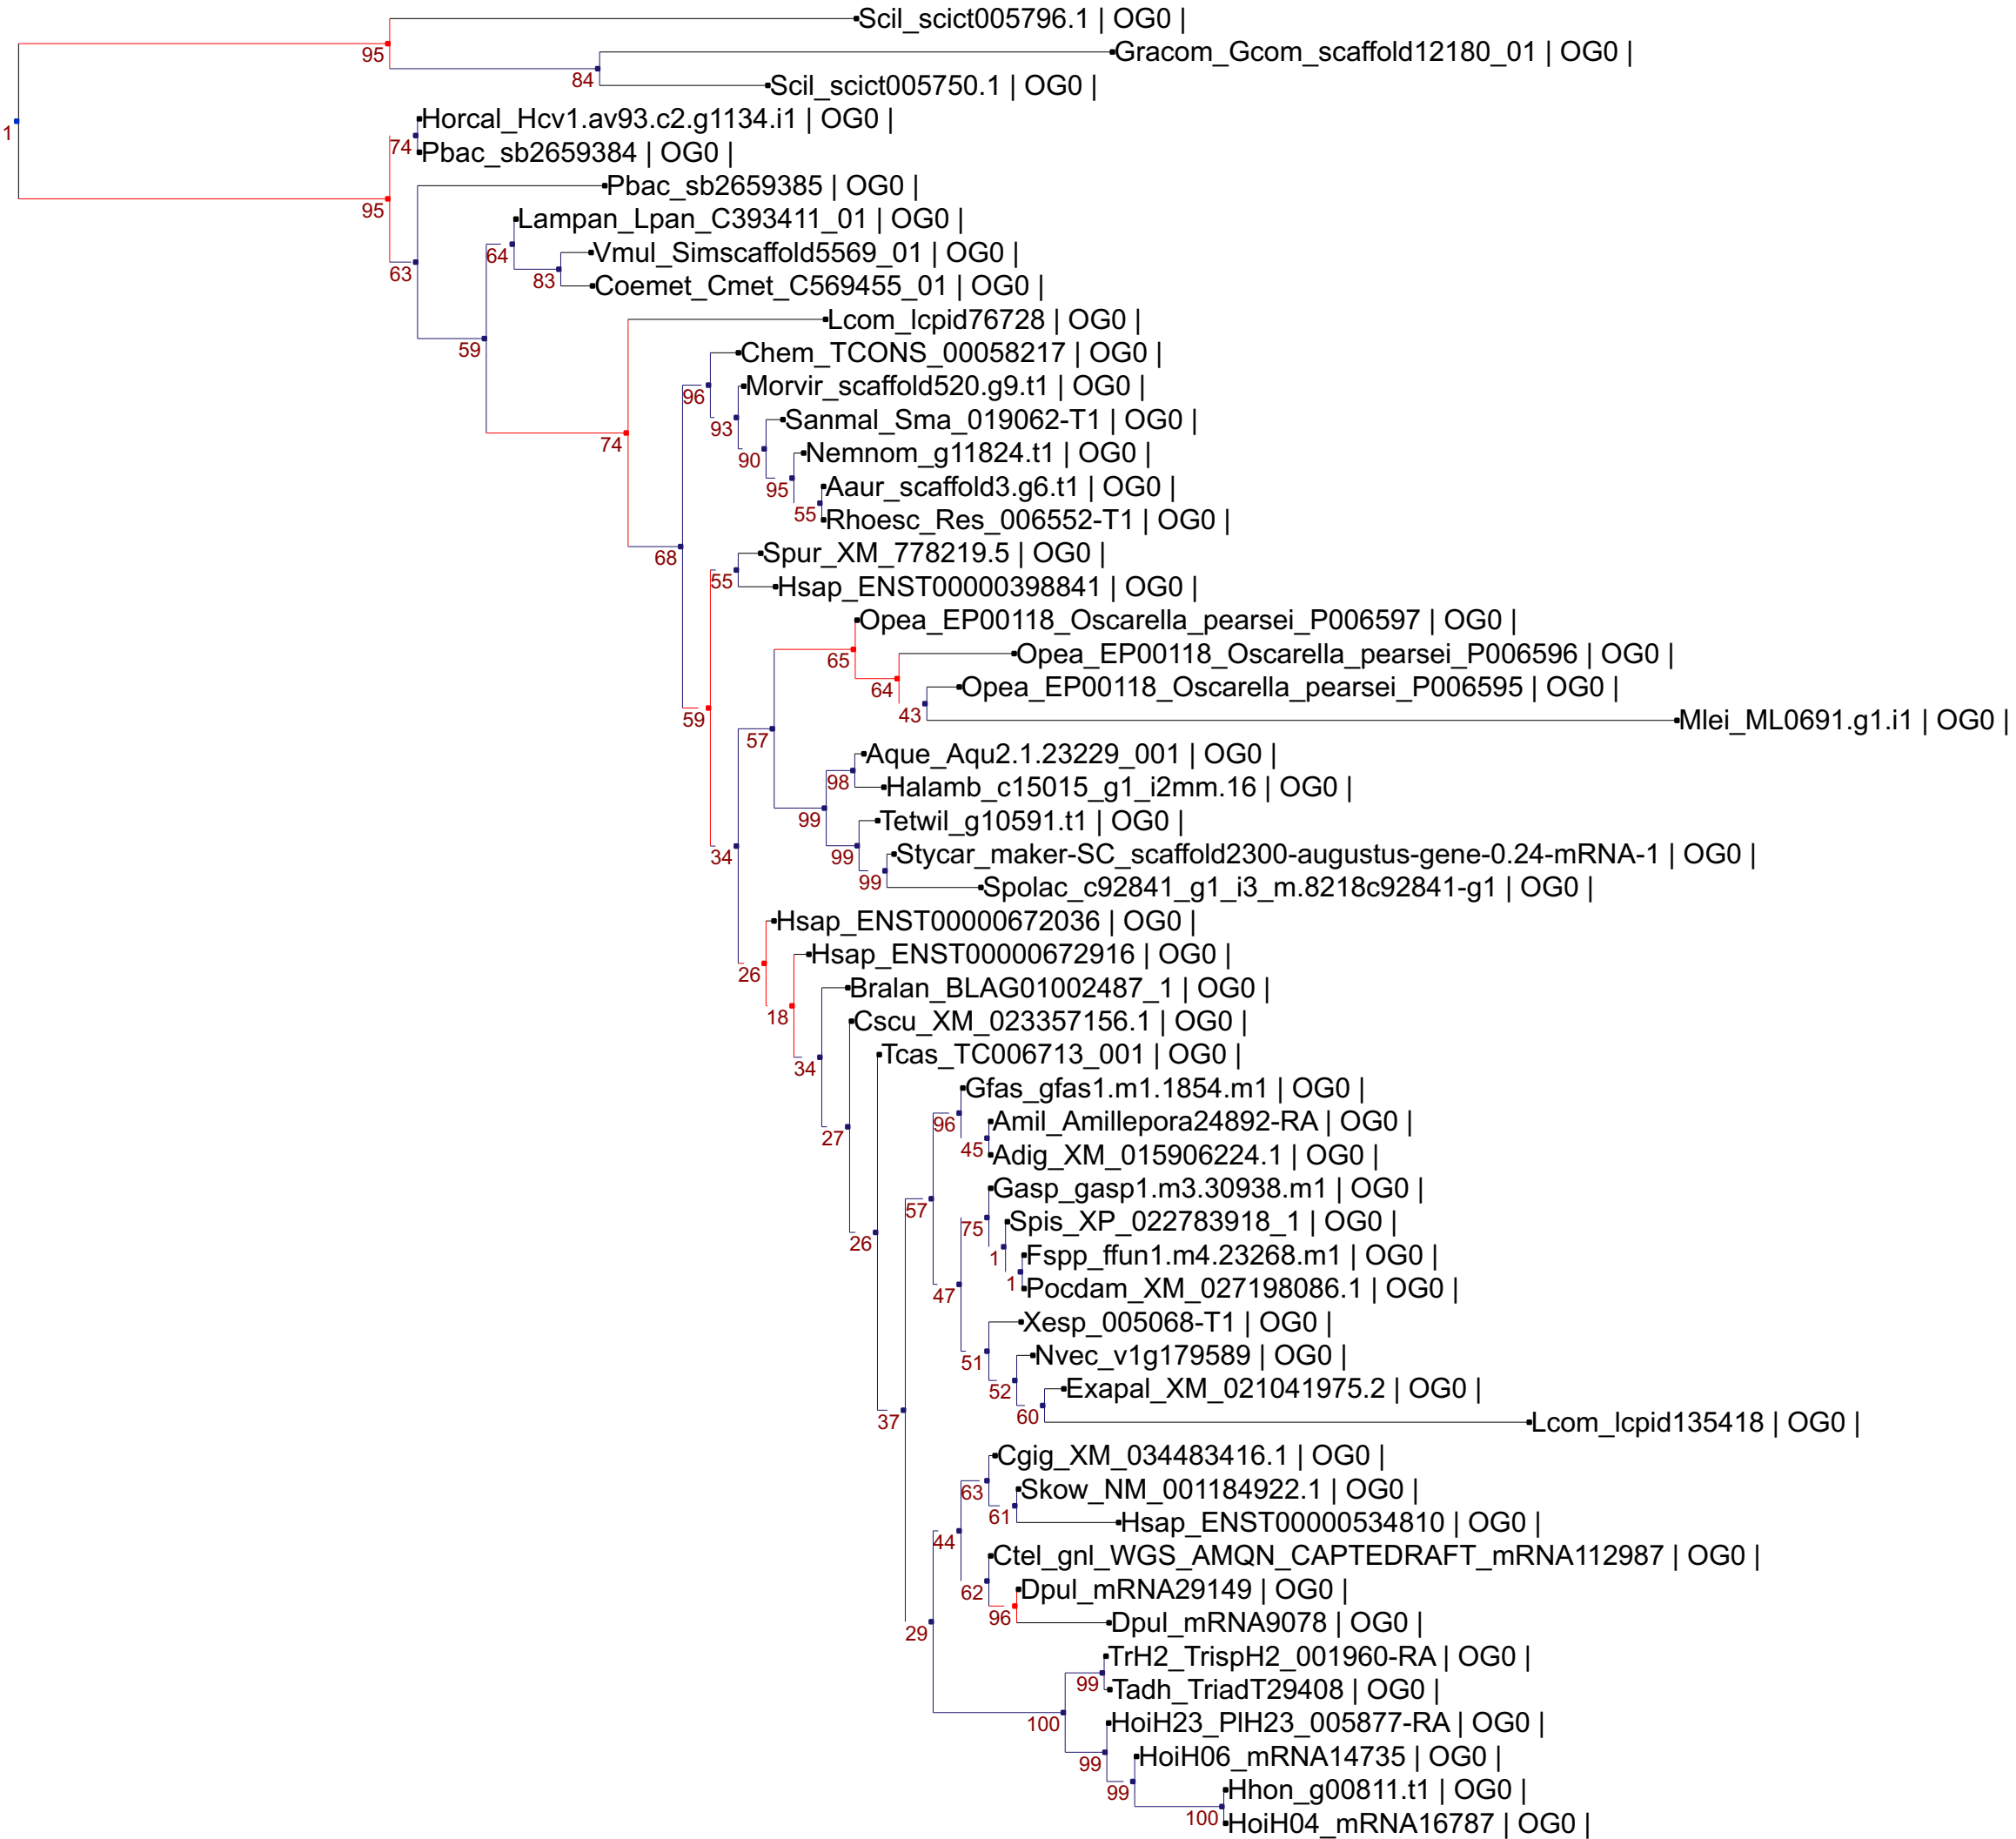 Scil_scict005796.1 | OG0 |
95
Gracom_Gcom_scaffold12180_01 | OG0 |
84
Scil_scict005750.1 | OG0 |
1
Horcal_Hcv1.av93.c2.g1134.i1 | OG0 |
74
Pbac_sb2659384 | OG0 |
Pbac_sb2659385 | OG0 |
95
Lampan_Lpan_C393411_01 | OG0 |
64
Vmul_Simscaffold5569_01 | OG0 |
63
83
Coemet_Cmet_C569455_01 | OG0 |
Lcom_lcpid76728 | OG0 |
59
Chem_TCONS_00058217 | OG0 |
Morvir_scaffold520.g9.t1 | OG0 |
96
Sanmal_Sma_019062-T1 | OG0 |
93
74
Nemnom_g11824.t1 | OG0 |
90
Aaur_scaffold3.g6.t1 | OG0 |
95
55
Rhoesc_Res_006552-T1 | OG0 |
Spur_XM_778219.5 | OG0 |
68
55
Hsap_ENST00000398841 | OG0 |
Opea_EP00118_Oscarella_pearsei_P006597 | OG0 |
65
Opea_EP00118_Oscarella_pearsei_P006596 | OG0 |
64
Opea_EP00118_Oscarella_pearsei_P006595 | OG0 |
59
43
Mlei_ML0691.g1.i1 | OG0 |
57
Aque_Aqu2.1.23229_001 | OG0 |
98
Halamb_c15015_g1_i2mm.16 | OG0 |
99
Tetwil_g10591.t1 | OG0 |
34
99
Stycar_maker-SC_scaffold2300-augustus-gene-0.24-mRNA-1 | OG0 |
99
Spolac_c92841_g1_i3_m.8218c92841-g1 | OG0 |
Hsap_ENST00000672036 | OG0 |
Hsap_ENST00000672916 | OG0 |
26
Bralan_BLAG01002487_1 | OG0 |
18
Cscu_XM_023357156.1 | OG0 |
Tcas_TC006713_001 | OG0 |
34
Gfas_gfas1.m1.1854.m1 | OG0 |
96
Amil_Amillepora24892-RA | OG0 |
27
45
Adig_XM_015906224.1 | OG0 |
Gasp_gasp1.m3.30938.m1 | OG0 |
57
75
Spis_XP_022783918_1 | OG0 |
26
1
Fspp_ffun1.m4.23268.m1 | OG0 |
1
Pocdam_XM_027198086.1 | OG0 |
47
Xesp_005068-T1 | OG0 |
51
Nvec_v1g179589 | OG0 |
52
Exapal_XM_021041975.2 | OG0 |
37
60
Lcom_lcpid135418 | OG0 |
Cgig_XM_034483416.1 | OG0 |
63
Skow_NM_001184922.1 | OG0 |
61
Hsap_ENST00000534810 | OG0 |
44
Ctel_gnl_WGS_AMQN_CAPTEDRAFT_mRNA112987 | OG0 |
62
Dpul_mRNA29149 | OG0 |
96
Dpul_mRNA9078 | OG0 |
29
TrH2_TrispH2_001960-RA | OG0 |
99
Tadh_TriadT29408 | OG0 |
100
HoiH23_PlH23_005877-RA | OG0 |
99
HoiH06_mRNA14735 | OG0 |
99
Hhon_g00811.t1 | OG0 |
100
HoiH04_mRNA16787 | OG0 |